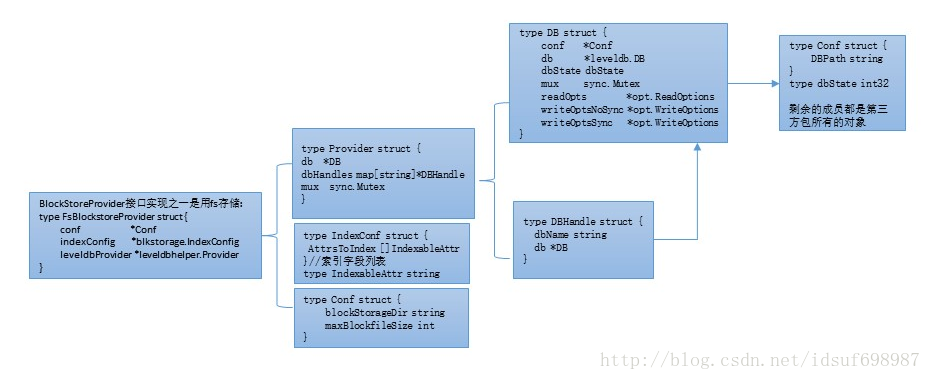 BlockStoreProvider接口实现之一是用fs存储:
type FsBlockstoreProvider struct{
conf *Conf
indexConfig *blkstorage.IndexConfig
leveldbProvider *leveldbhelper.Provider
}
type Provider struct {
db *DB
dbHandles map[string]*DBHandle
mux sync.Mutex
}
type IndexConf struct {
AttrsToIndex []IndexableAttr
}//索引字段列表
type IndexableAttr string
type Conf struct {
blockStorageDir string
maxBlockfileSize int
}
type DB struct {
conf *Conf
db *leveldb.DB
dbState dbState
mux sync.Mutex
readOpts *opt.ReadOptions
writeOptsNoSync *opt.WriteOptions
writeOptsSync *opt.WriteOptions
}
type DBHandle struct {
dbName string
db *DB
}
type Conf struct {
DBPath string
}
type dbState int32
剩余的成员都是第三
方包所有的对象
http://blog.csdn.net/idsuf698987